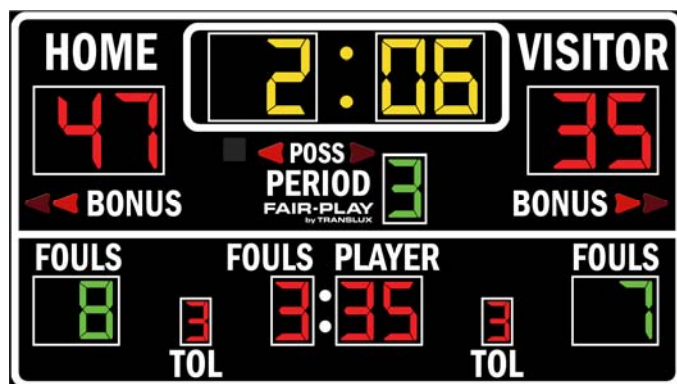 HOME 2:06 VISITOR
47 35
POSS
PERIOD 3
FAIR-PLAY
by TRANSLUX
BONUS BONUS
FOULS FOULS PLAYER FOULS
8 3 3:35 3 7
TOL TOL